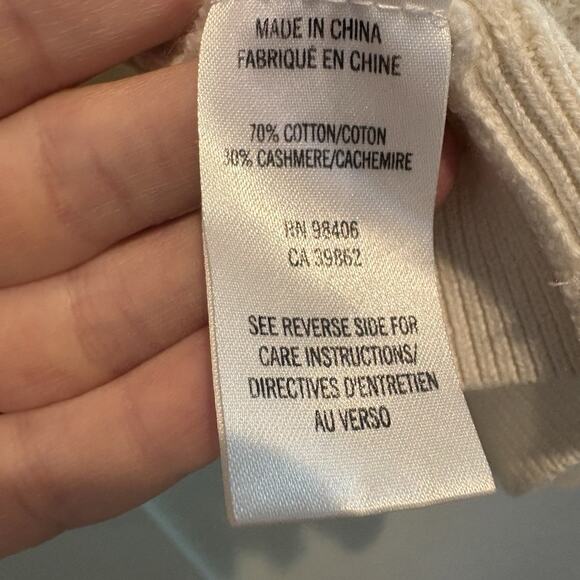 MADE IN CHINA
FABRIQUÉ EN CHINE
70% COTTON/COTON
30% CASHMERE/CACHEMIRE
RN 98406
CA 39862
SEE REVERSE SIDE FOR
CARE INSTRUCTIONS/
DIRECTIVES D'ENTRETIEN
AU VERSO